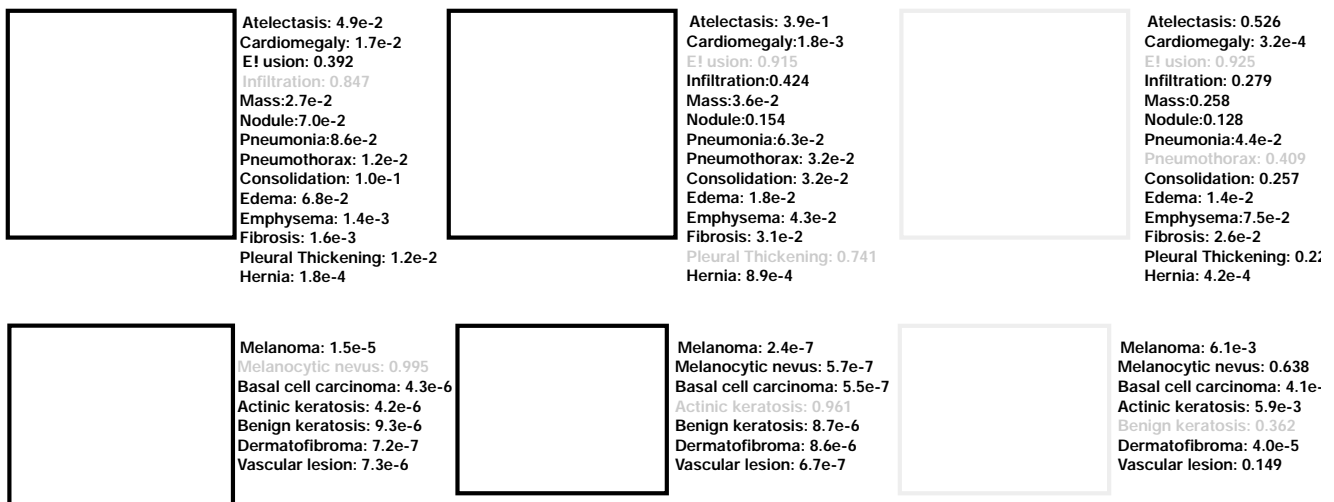 Atelectasis: 4.9e-2
Cardiomegaly: 1.7e-2
E! usion: 0.392
Infiltration: 0.847
Mass:2.7e-2
Nodule:7.0e-2
Pneumonia:8.6e-2
Pneumothorax: 1.2e-2
Consolidation: 1.0e-1
Edema: 6.8e-2
Emphysema: 1.4e-3
Fibrosis: 1.6e-3
Pleural Thickening: 1.2e-2
Hernia: 1.8e-4
Atelectasis: 3.9e-1
Cardiomegaly:1.8e-3
E! usion: 0.915
Infiltration:0.424
Mass:3.6e-2
Nodule:0.154
Pneumonia:6.3e-2
Pneumothorax: 3.2e-2
Consolidation: 3.2e-2
Edema: 1.8e-2
Emphysema: 4.3e-2
Fibrosis: 3.1e-2
Pleural Thickening: 0.741
Hernia: 8.9e-4
Atelectasis: 0.526
Cardiomegaly: 3.2e-4
E! usion: 0.925
Infiltration: 0.279
Mass:0.258
Nodule:0.128
Pneumonia:4.4e-2
Pneumothorax: 0.409
Consolidation: 0.257
Edema: 1.4e-2
Emphysema:7.5e-2
Fibrosis: 2.6e-2
Pleural Thickening: 0.22
Hernia: 4.2e-4
Melanoma: 1.5e-5
Melanocytic nevus: 0.995
Basal cell carcinoma: 4.3e-6
Actinic keratosis: 4.2e-6
Benign keratosis: 9.3e-6
Dermatofibroma: 7.2e-7
Vascular lesion: 7.3e-6
Melanoma: 2.4e-7
Melanocytic nevus: 5.7e-7
Basal cell carcinoma: 5.5e-7
Actinic keratosis: 0.961
Benign keratosis: 8.7e-6
Dermatofibroma: 8.6e-6
Vascular lesion: 6.7e-7
Melanoma: 6.1e-3
Melanocytic nevus: 0.638
Basal cell carcinoma: 4.1e-
Actinic keratosis: 5.9e-3
Benign keratosis: 0.362
Dermatofibroma: 4.0e-5
Vascular lesion: 0.149